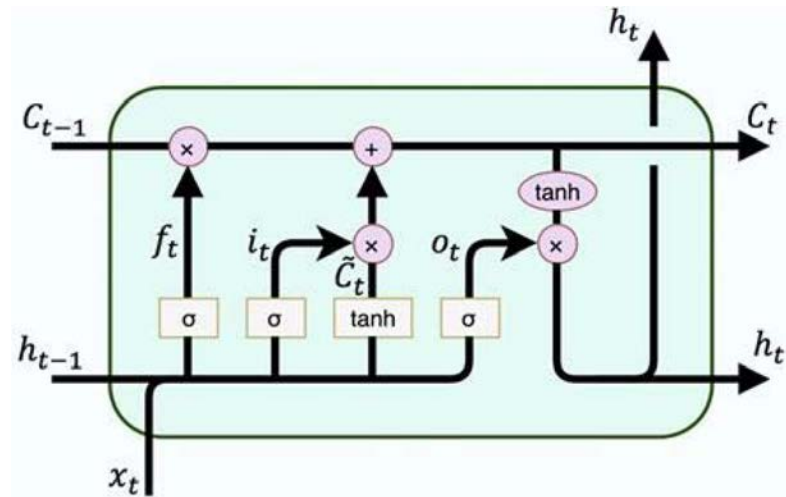 h_t
C_{t-1} × + C_t
tanh
f_t i_t × o_t ×
C̃_t
σ σ tanh σ
h_{t-1} h_t
x_t